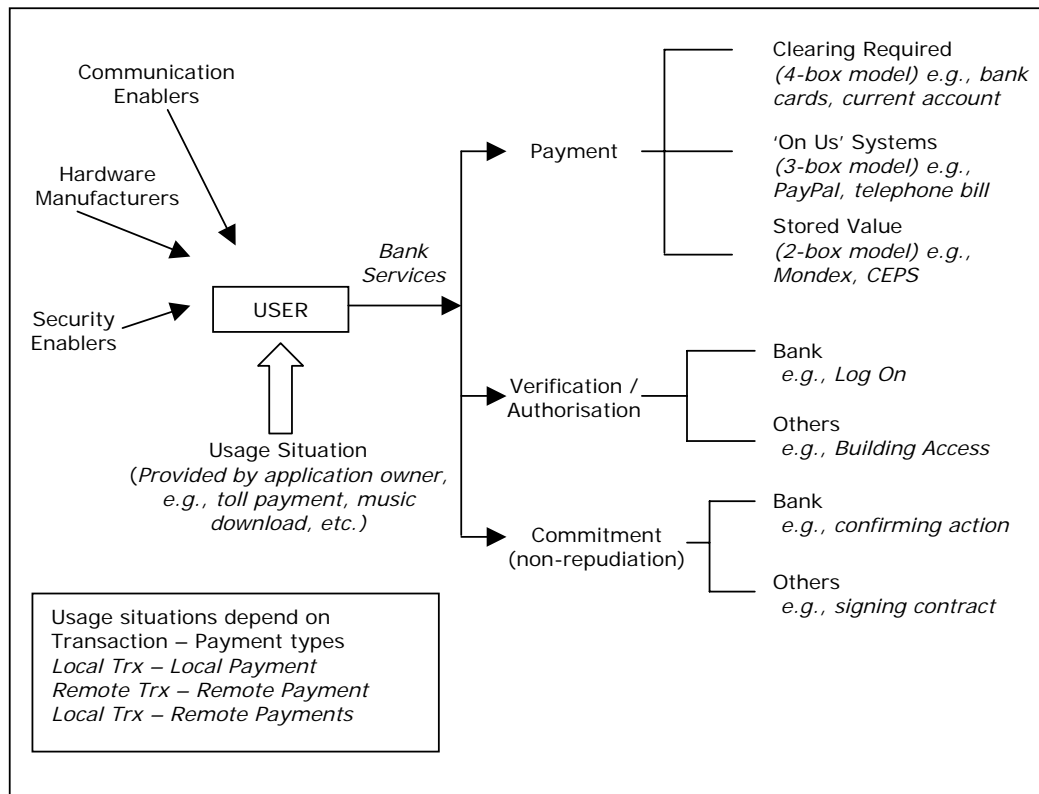 Communication
Enablers
Hardware
Manufacturers
Security
Enablers
USER
Bank
Services
Usage Situation
(Provided by application owner,
e.g., toll payment, music
download, etc.)
Payment
Clearing Required
(4-box model) e.g., bank
cards, current account
‘On Us’ Systems
(3-box model) e.g.,
PayPal, telephone bill
Stored Value
(2-box model) e.g.,
Mondex, CEPS
Verification /
Authorisation
Bank
e.g., Log On
Others
e.g., Building Access
Commitment
(non-repudiation)
Bank
e.g., confirming action
Others
e.g., signing contract
Usage situations depend on
Transaction – Payment types
Local Trx – Local Payment
Remote Trx – Remote Payment
Local Trx – Remote Payments